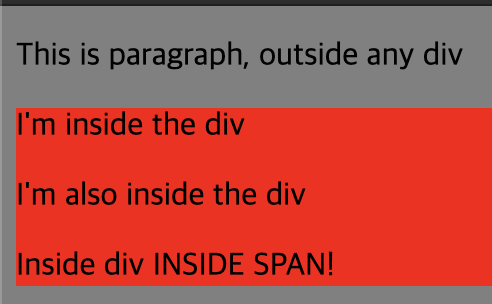 This is paragraph, outside any div
I'm inside the div
I'm also inside the div
Inside div INSIDE SPAN!